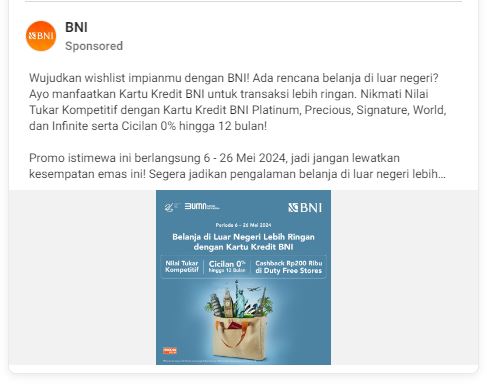 BNI
BNI
Sponsored
Wujudkan wishlist impianmu dengan BNI! Ada rencana belanja di luar negeri?
Ayo manfaatkan Kartu Kredit BNI untuk transaksi lebih ringan. Nikmati Nilai
Tukar Kompetitif dengan Kartu Kredit BNI Platinum, Precious, Signature, World,
dan Infinite serta Cicilan 0% hingga 12 bulan!
Promo istimewa ini berlangsung 6 - 26 Mei 2024, jadi jangan lewatkan
kesempatan emas ini! Segera jadikan pengalaman belanja di luar negeri lebih...
BUMN
BNI
Periode 6 - 26 Mei 2024
Belanja di Luar Negeri Lebih Ringan
dengan Kartu Kredit BNI
Nilai Tukar
Kompetitif
Cicilan 0%
hingga 12 Bulan
Cashback Rp200 Ribu
di Duty Free Stores